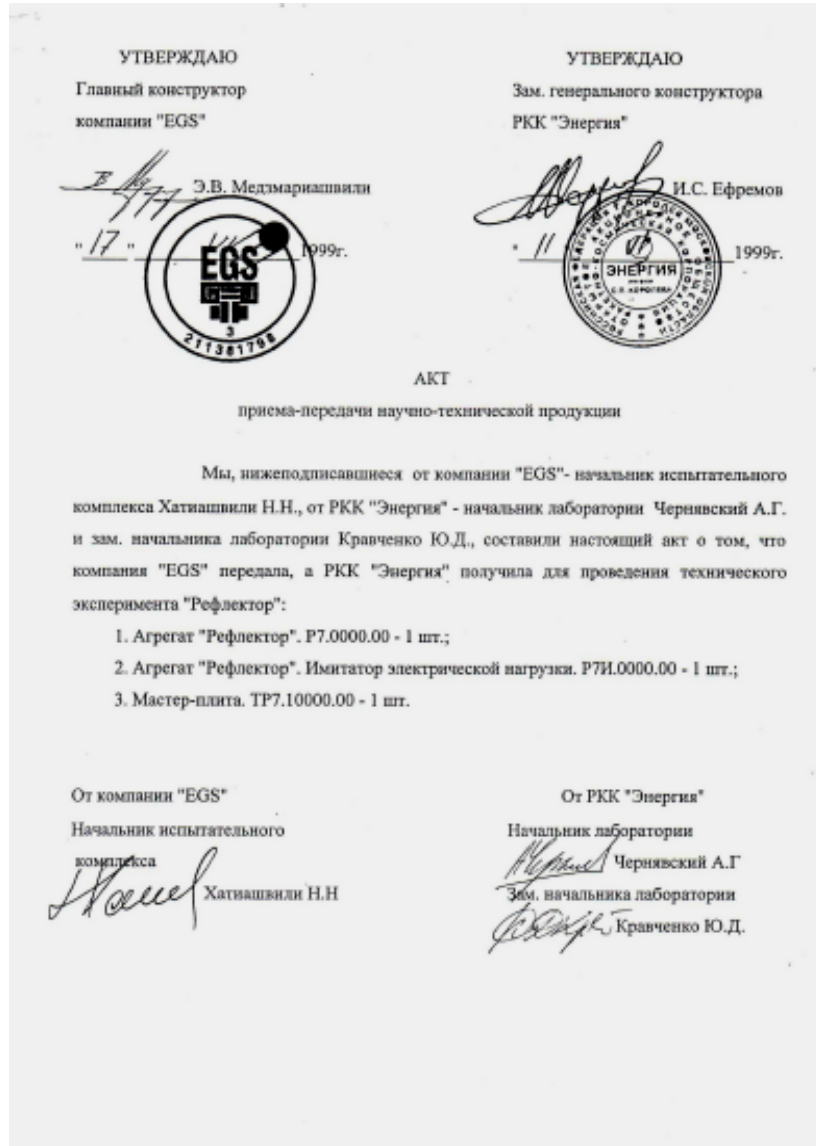 УТВЕРЖДАЮ
Главный конструктор
компании "EGS"
Э.В. Медзмариашвили
"17" 1999г.
EGS
3
211381798
УТВЕРЖДАЮ
Зам. генерального конструктора
РКК "Энергия"
И.С. Ефремов
" 11 1999г.
ЭНЕРГИЯ
АКТ
приема-передачи научно-технической продукции
Мы, нижеподписавшиеся от компании "EGS"- начальник испытательного
комплекса Хатиашвили Н.Н., от РКК "Энергия" - начальник лаборатории Чернявский А.Г.
и зам. начальника лаборатории Кравченко Ю.Д., составили настоящий акт о том, что
компания "EGS" передала, а РКК "Энергия" получила для проведения технического
эксперимента "Рефлектор":
1. Агрегат "Рефлектор". Р7.0000.00 - 1 шт.;
2. Агрегат "Рефлектор". Имитатор электрической нагрузки. Р7И.0000.00 - 1 шт.;
3. Мастер-плита. ТР7.10000.00 - 1 шт.
От компании "EGS"
Начальник испытательного
комплекса
Хатиашвили Н.Н
От РКК "Энергия"
Начальник лаборатории
Чернявский А.Г
Зам. начальника лаборатории
Кравченко Ю.Д.